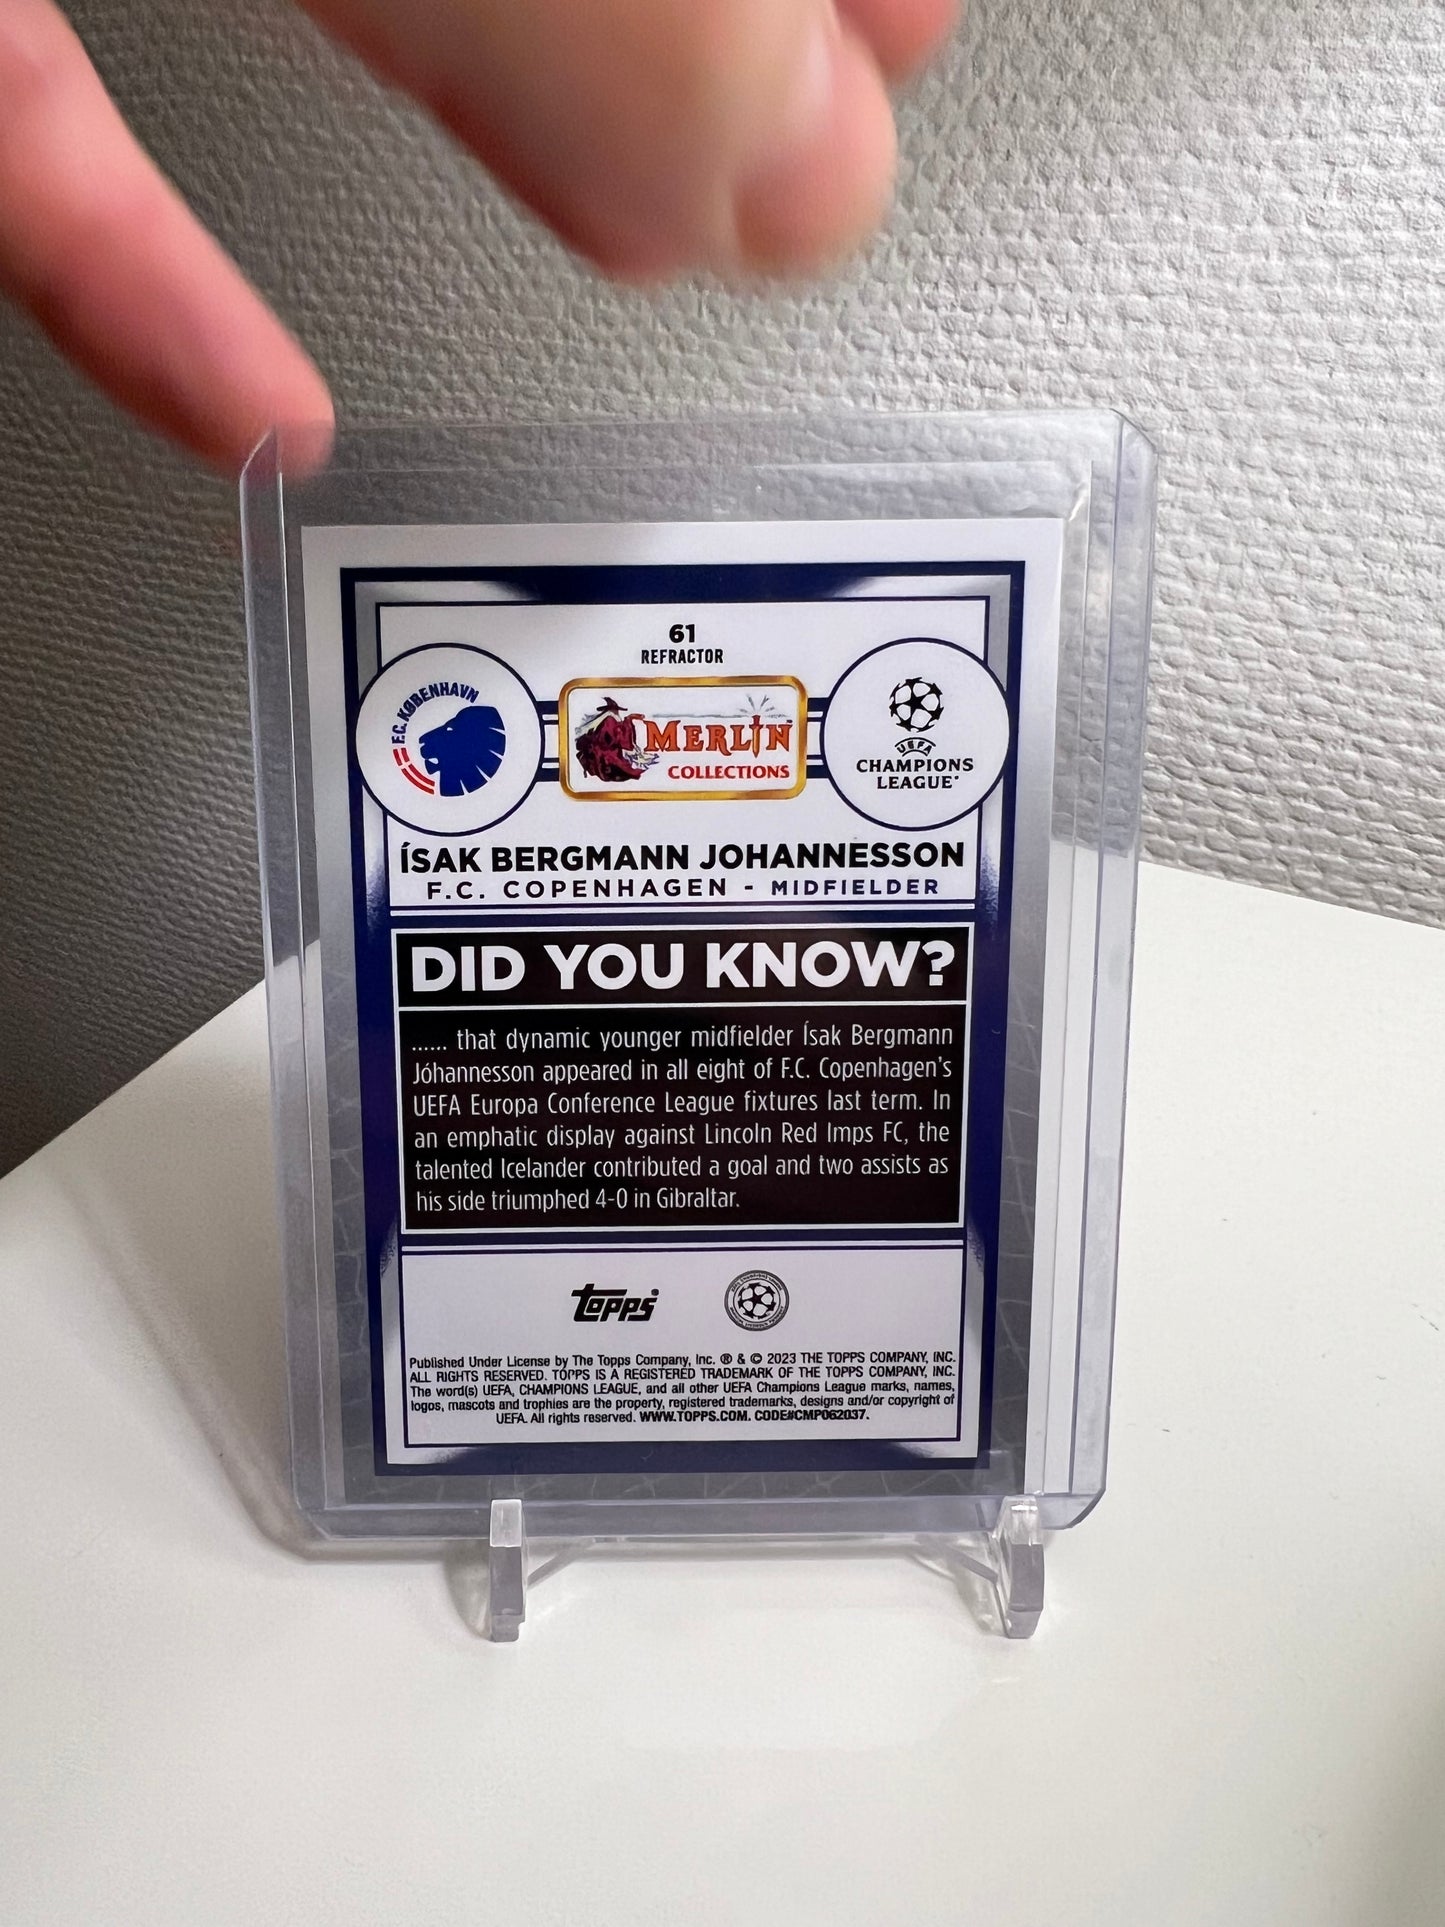 61
REFRACTOR
F.C. KØBENHAVN
MERLIN
COLLECTIONS
UEFA
CHAMPIONS
LEAGUE
ÍSAK BERGMANN JOHANNESSON
F.C. COPENHAGEN - MIDFIELDER
DID YOU KNOW?
...... that dynamic younger midfielder Ísak Bergmann
Jóhannesson appeared in all eight of F.C. Copenhagen's
UEFA Europa Conference League fixtures last term. In
an emphatic display against Lincoln Red Imps FC, the
talented Icelander contributed a goal and two assists as
his side triumphed 4-0 in Gibraltar.
topps®
Published Under License by The Topps Company, Inc. ® & © 2023 THE TOPPS COMPANY, INC.
ALL RIGHTS RESERVED. TOPPS IS A REGISTERED TRADEMARK OF THE TOPPS COMPANY, INC.
The word(s) UEFA, CHAMPIONS LEAGUE, and all other UEFA Champions League marks, names,
logos, mascots and trophies are the property, registered trademarks, designs and/or copyright of
UEFA. All rights reserved. WWW.TOPPS.COM. CODE#CMP062037.